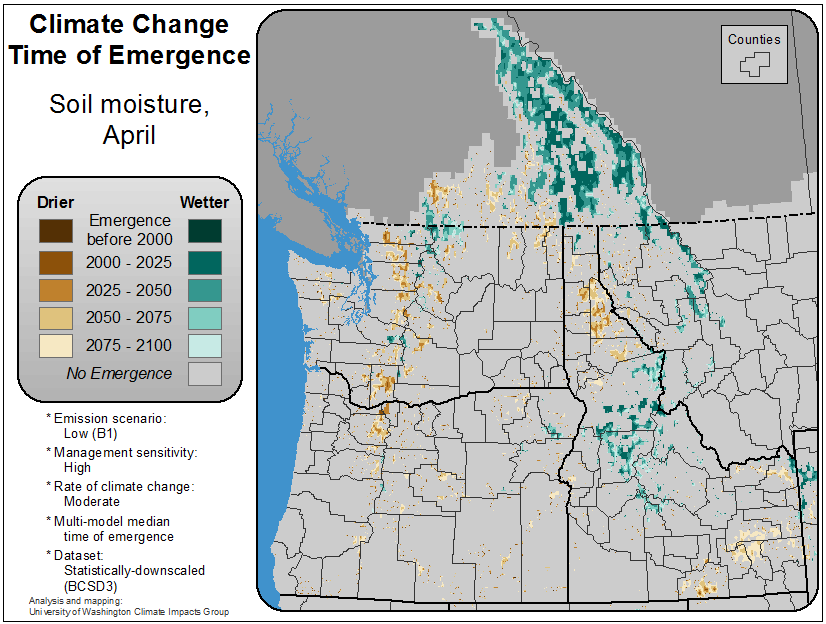 Climate Change
Time of Emergence
Soil moisture,
April
Drier Wetter
Emergence
before 2000
2000 - 2025
2025 - 2050
2050 - 2075
2075 - 2100
No Emergence
* Emission scenario:
Low (B1)
* Management sensitivity:
High
* Rate of climate change:
Moderate
* Multi-model median
time of emergence
* Dataset:
Statistically-downscaled
(BCSD3)
Analysis and mapping:
University of Washington Climate Impacts Group
Counties